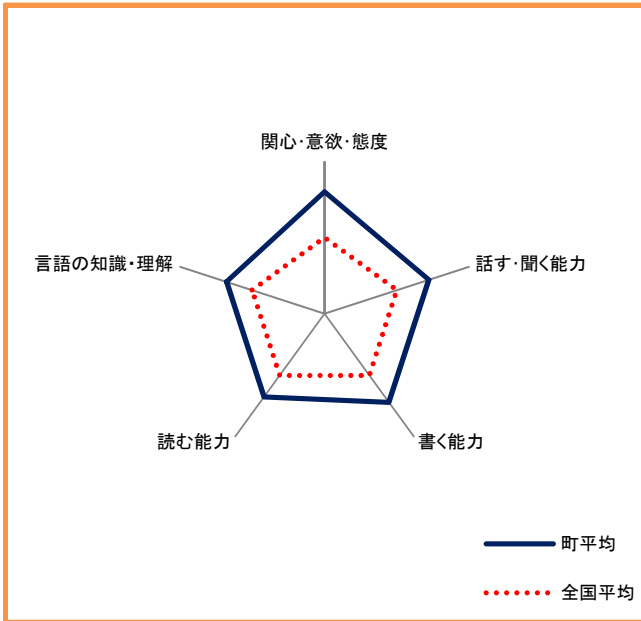 関心・意欲・態度
言語の知識・理解
話す・聞く能力
読む能力
書く能力
町平均
全国平均